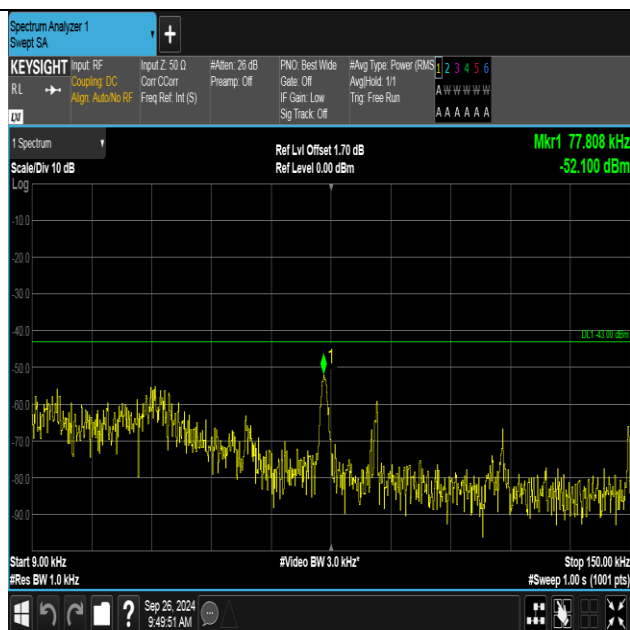 Spectrum Analyzer 1
Swept SA
+
KEYSIGHT
RL
LXI
Input: RF
Coupling: DC
Align: Auto/No RF
Input Z: 50 Ω
Corr CCorr
Freq Ref: Int (S)
#Atten: 26 dB
Preamp: Off
PNO: Best Wide
Gate: Off
IF Gain: Low
Sig Track: Off
#Avg Type: Power (RMS
Avg|Hold: 1/1
Trig: Free Run
1 2 3 4 5 6
A W W W W W
A A A A A A
1 Spectrum
Scale/Div 10 dB
Log
Ref Lvl Offset 1.70 dB
Ref Level 0.00 dBm
Mkr1 77.808 kHz
-52.100 dBm
-10.0
-20.0
-30.0
-40.0
DL1 -43.00 dBm
1
-50.0
-60.0
-70.0
-80.0
-90.0
Start 9.00 kHz
#Video BW 3.0 kHz*
Stop 150.00 kHz
#Res BW 1.0 kHz
#Sweep 1.00 s (1001 pts)
?
Sep 26, 2024
9:49:51 AM